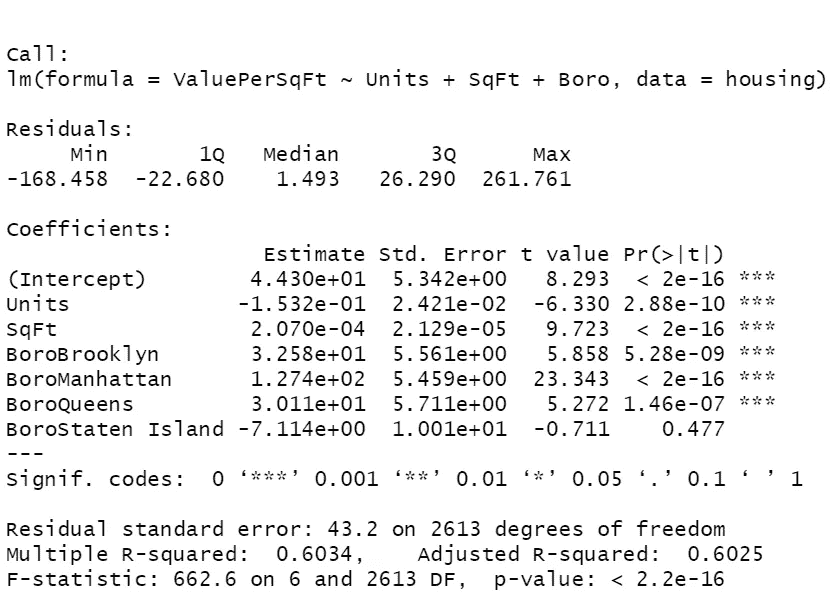 Call:
lm(formula = ValuePerSqFt ~ Units + SqFt + Boro, data = housing)
Residuals:
     Min       1Q   Median       3Q      Max
-168.458  -22.680    1.493   26.290  261.761
Coefficients:
                    Estimate Std. Error t value Pr(>|t|)
(Intercept)        4.430e+01  5.342e+00   8.293  < 2e-16 ***
Units             -1.532e-01  2.421e-02  -6.330 2.88e-10 ***
SqFt               2.070e-04  2.129e-05   9.723  < 2e-16 ***
BoroBrooklyn       3.258e+01  5.561e+00   5.858 5.28e-09 ***
BoroManhattan      1.274e+02  5.459e+00  23.343  < 2e-16 ***
BoroQueens         3.011e+01  5.711e+00   5.272 1.46e-07 ***
BoroStaten Island -7.114e+00  1.001e+01  -0.711    0.477
---
Signif. codes:  0 ‘***’ 0.001 ‘**’ 0.01 ‘*’ 0.05 ‘.’ 0.1 ‘ ’ 1
Residual standard error: 43.2 on 2613 degrees of freedom
Multiple R-squared:  0.6034,    Adjusted R-squared:  0.6025
F-statistic: 662.6 on 6 and 2613 DF,  p-value: < 2.2e-16